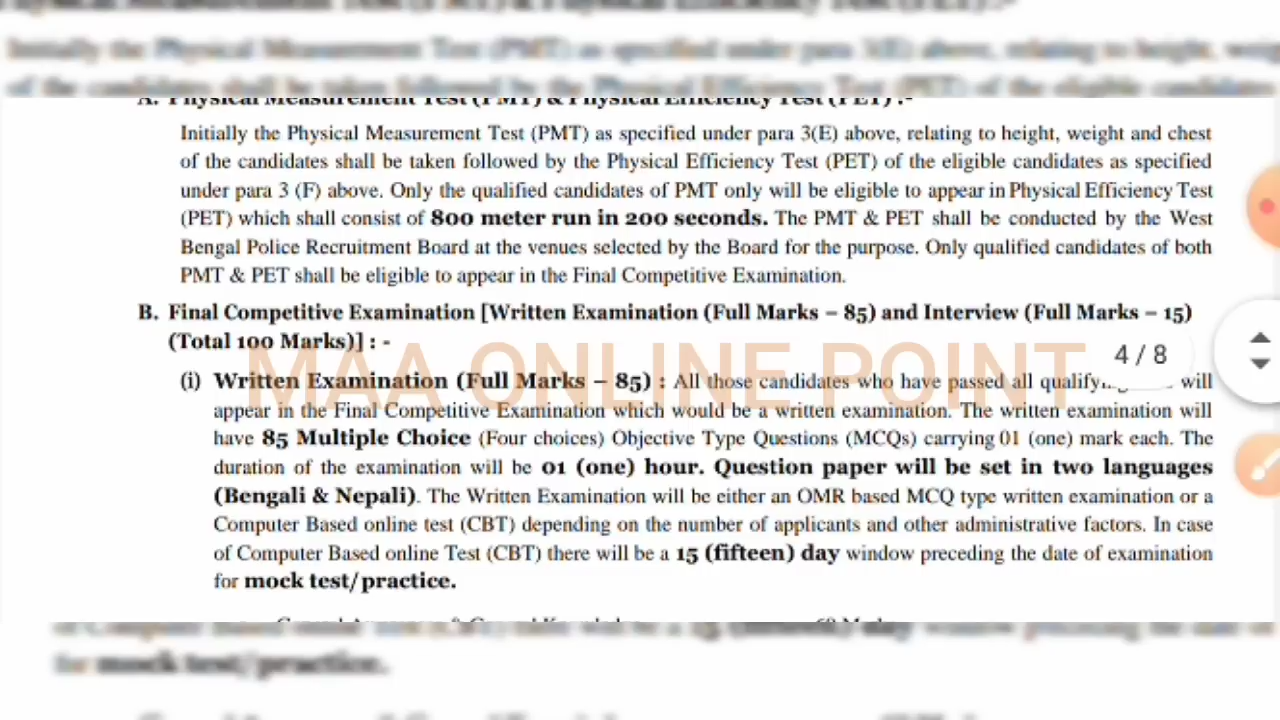 A. Physical Measurement Test (PMT) & Physical Efficiency Test (PET) :-
Initially the Physical Measurement Test (PMT) as specified under para 3(E) above, relating to height, weight and chest
of the candidates shall be taken followed by the Physical Efficiency Test (PET) of the eligible candidates as specified
under para 3 (F) above. Only the qualified candidates of PMT only will be eligible to appear in Physical Efficiency Test
(PET) which shall consist of 800 meter run in 200 seconds. The PMT & PET shall be conducted by the West
Bengal Police Recruitment Board at the venues selected by the Board for the purpose. Only qualified candidates of both
PMT & PET shall be eligible to appear in the Final Competitive Examination.
B. Final Competitive Examination [Written Examination (Full Marks – 85) and Interview (Full Marks – 15)
(Total 100 Marks)] : -
MAA ONLINE POINT
4 / 8
(i) Written Examination (Full Marks – 85) : All those candidates who have passed all will
appear in the Final Competitive Examination which would be a written examination. The written examination will
have 85 Multiple Choice (Four choices) Objective Type Questions (MCQs) carrying 01 (one) mark each. The
duration of the examination will be 01 (one) hour. Question paper will be set in two languages
(Bengali & Nepali). The Written Examination will be either an OMR based MCQ type written examination or a
Computer Based online test (CBT) depending on the number of applicants and other administrative factors. In case
of Computer Based online Test (CBT) there will be a 15 (fifteen) day window preceding the date of examination
for mock test/practice.